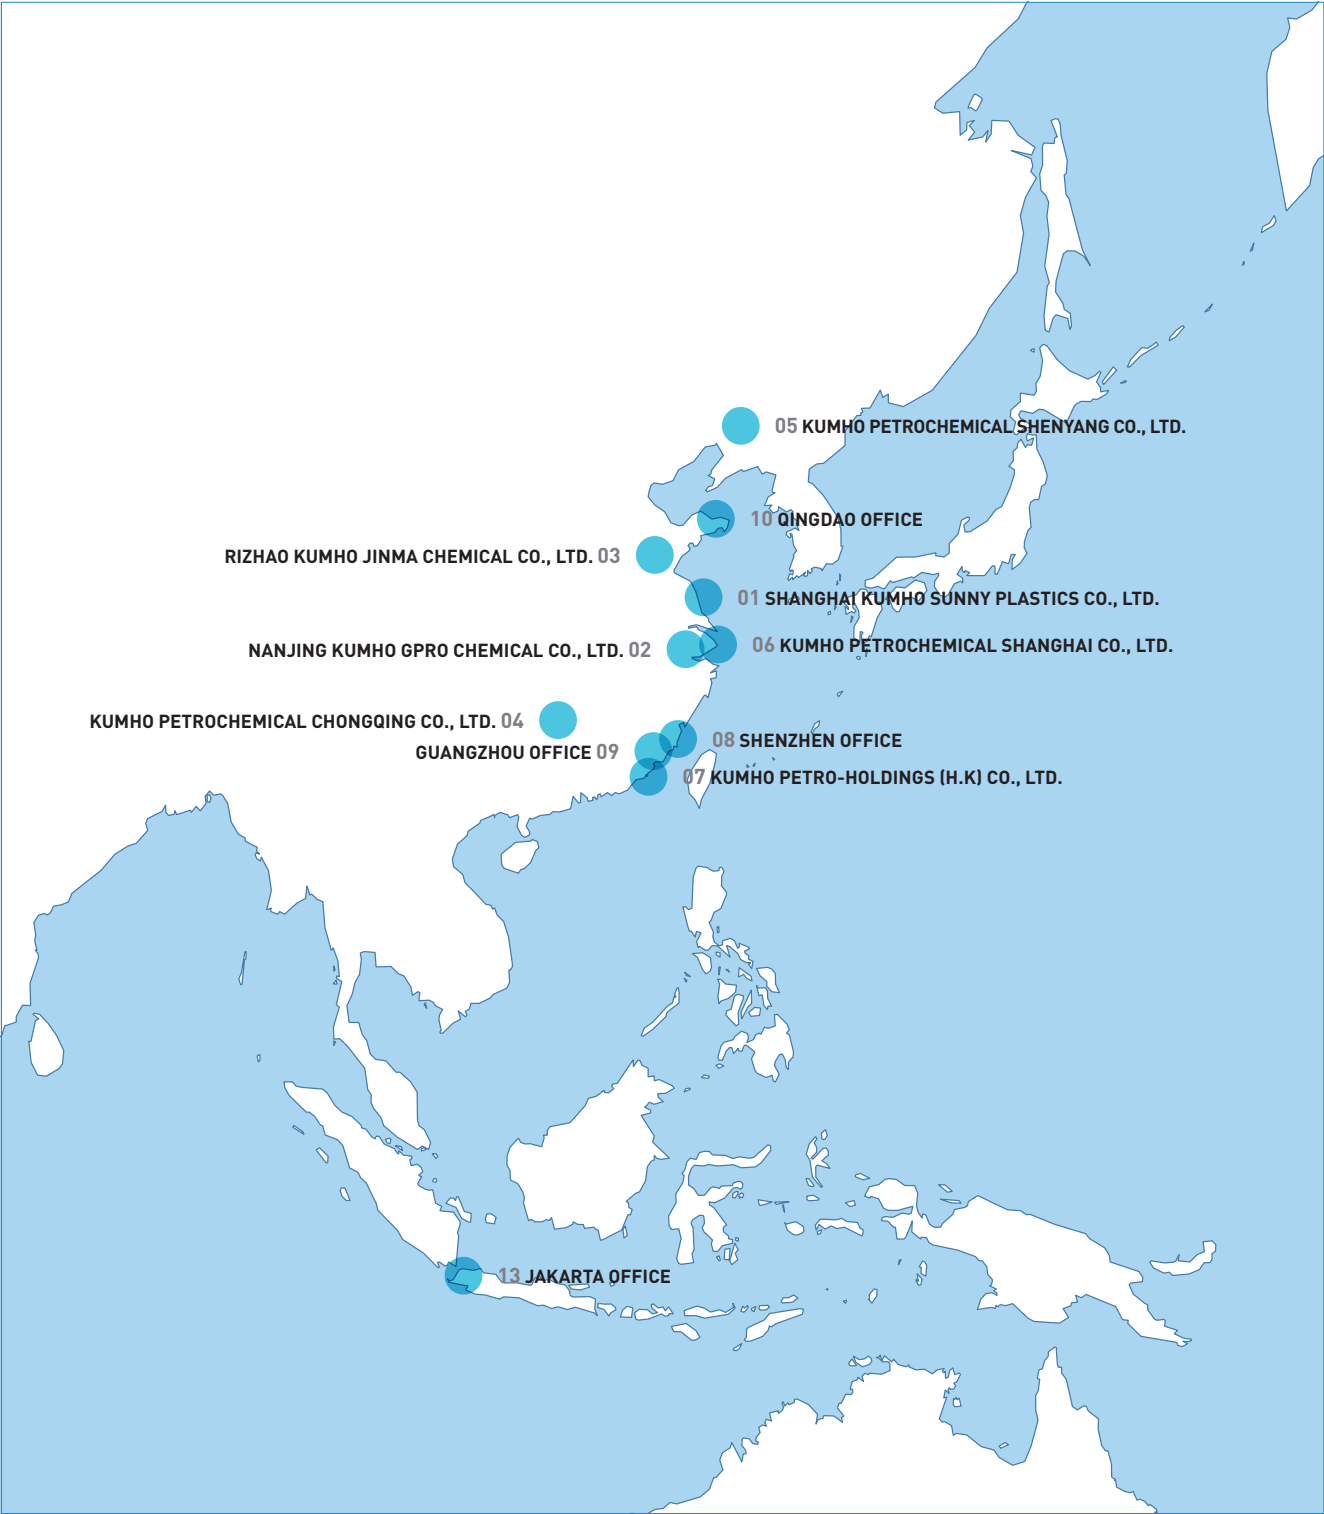 05 KUMHO PETROCHEMICAL SHENYANG CO., LTD.
10 QINGDAO OFFICE
RIZHAO KUMHO JINMA CHEMICAL CO., LTD. 03
01 SHANGHAI KUMHO SUNNY PLASTICS CO., LTD.
06 KUMHO PETROCHEMICAL SHANGHAI CO., LTD.
NANJING KUMHO GPRO CHEMICAL CO., LTD. 02
KUMHO PETROCHEMICAL CHONGQING CO., LTD. 04
08 SHENZHEN OFFICE
GUANGZHOU OFFICE 09
07 KUMHO PETRO-HOLDINGS (H.K) CO., LTD.
13 JAKARTA OFFICE